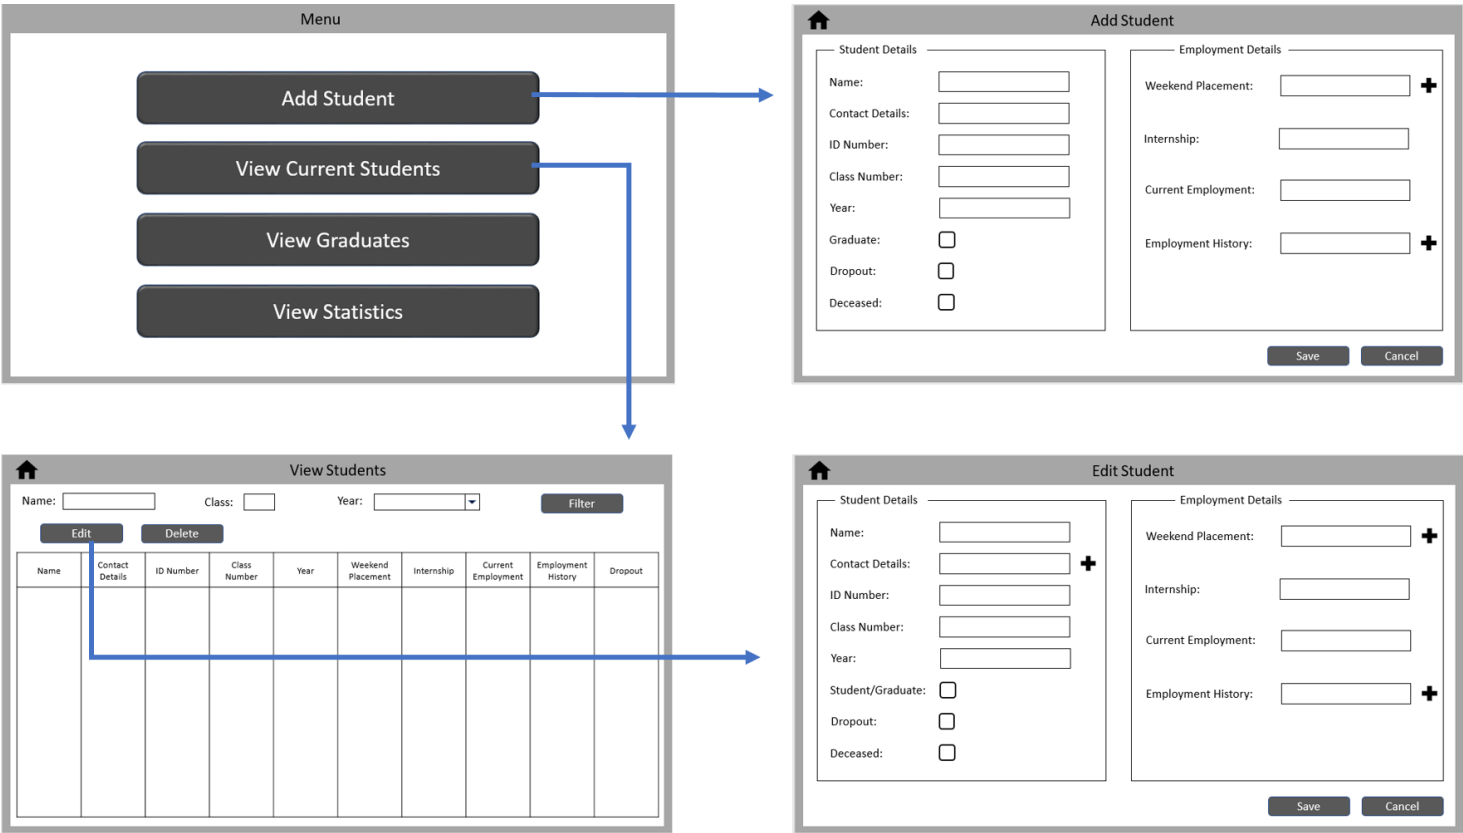 Menu
Add Student
View Current Students
View Graduates
View Statistics
Add Student
Student Details
Name:
Contact Details:
ID Number:
Class Number:
Year:
Graduate:
Dropout:
Deceased:
Employment Details
Weekend Placement:
Internship:
Current Employment:
Employment History:
Save Cancel
View Students
Name: Class: Year: Filter
Edit Delete
Name
Contact
Details
ID Number
Class
Number
Year
Weekend
Placement
Internship
Current
Employment
Employment
History
Dropout
Edit Student
Student Details
Name:
Contact Details:
ID Number:
Class Number:
Year:
Student/Graduate:
Dropout:
Deceased:
Employment Details
Weekend Placement:
Internship:
Current Employment:
Employment History:
Save Cancel